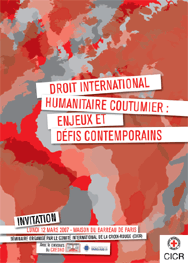 DROIT INTERNATIONAL
HUMANITAIRE COUTUMIER :
ENJEUX ET
DÉFIS CONTEMPORAINS
INVITATION
LUNDI 12 MARS 2007 - MAISON DU BARREAU DE PARIS
SÉMINAIRE ORGANISÉ PAR LE COMITÉ INTERNATIONAL DE LA CROIX-ROUGE (CICR)
CICR